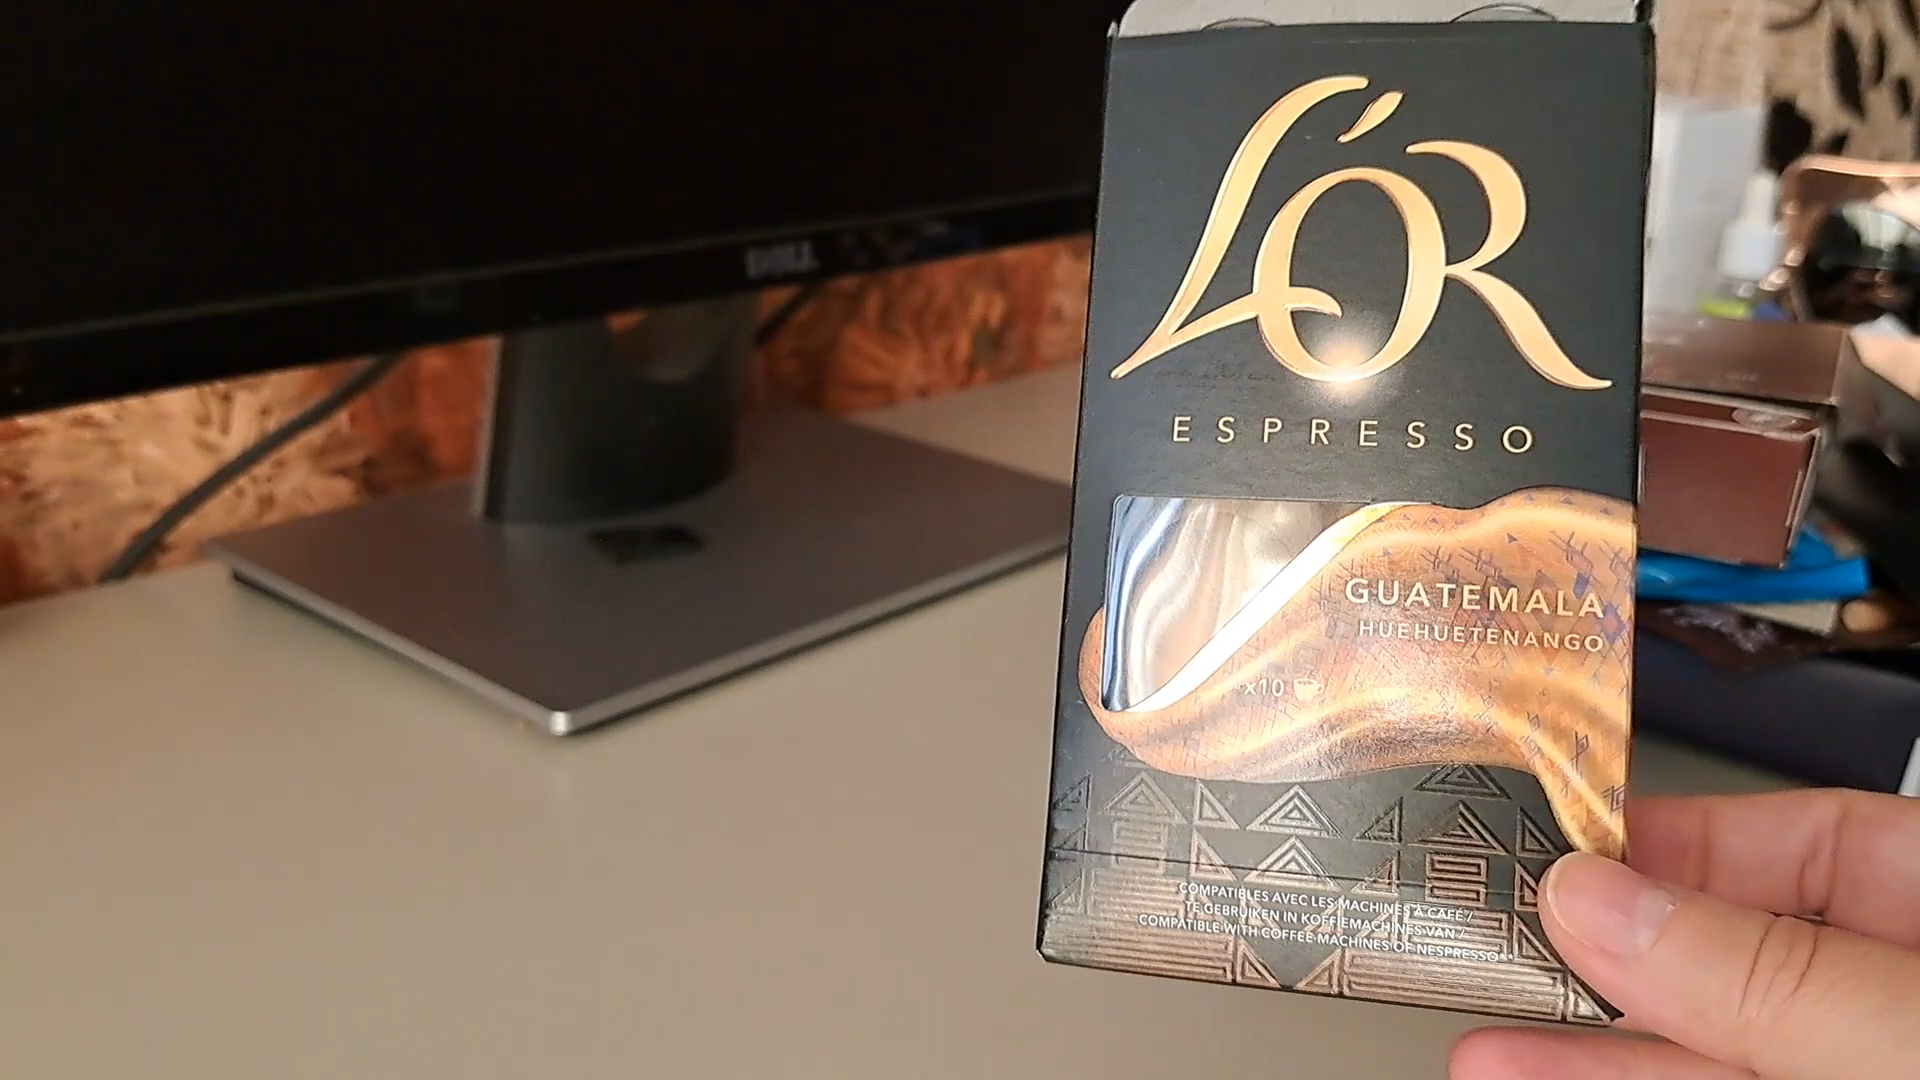 DELL
L'OR
ESPRESSO
GUATEMALA
HUEHUETENANGO
x10
COMPATIBLES AVEC LES MACHINES À CAFÉ /
TE GEBRUIKEN IN KOFFIEMACHINES VAN /
COMPATIBLE WITH COFFEE MACHINES OF NESPRESSO**